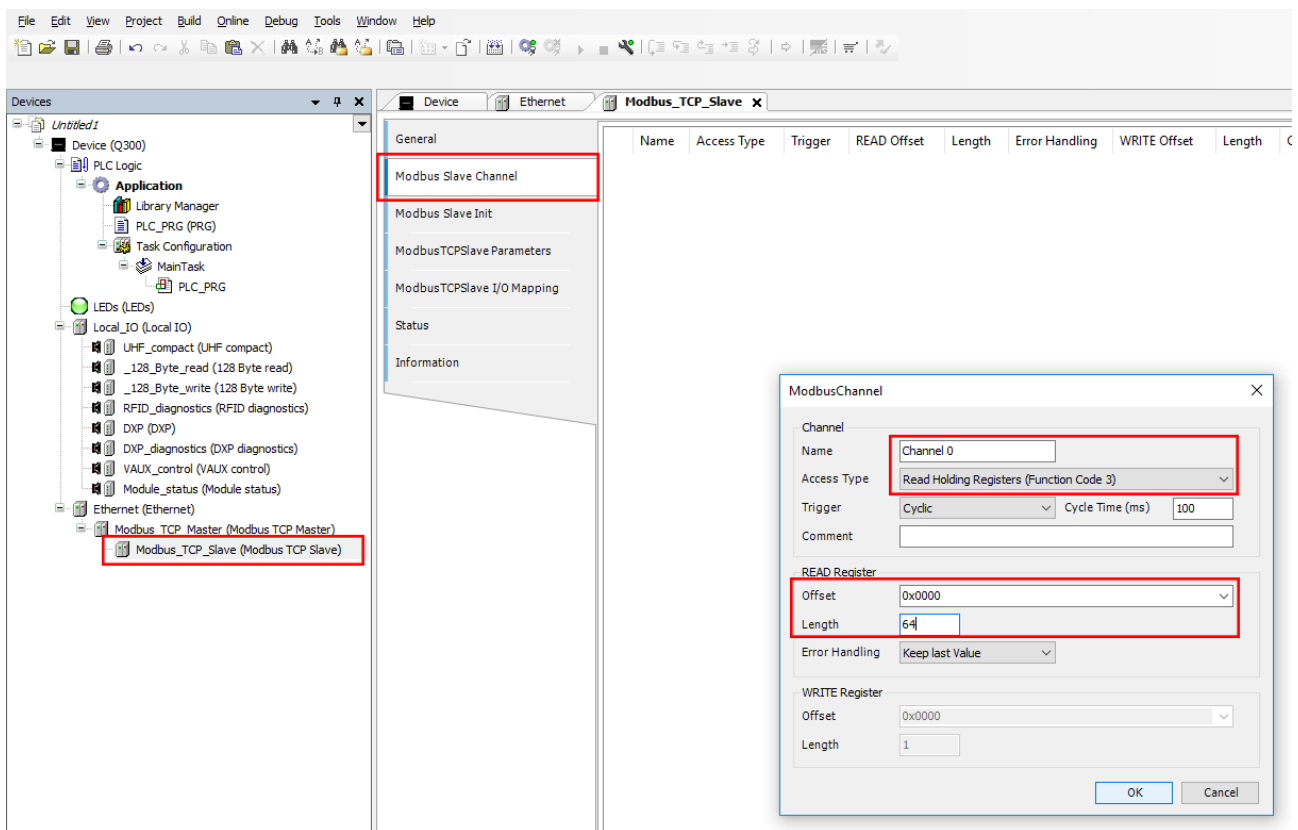 File Edit View Project Build Online Debug Tools Window Help
Devices
Untitled1
Device (Q300)
PLC Logic
Application
Library Manager
PLC_PRG (PRG)
Task Configuration
MainTask
PLC_PRG
LEDs (LEDs)
Local_IO (Local IO)
UHF_compact (UHF compact)
_128_Byte_read (128 Byte read)
_128_Byte_write (128 Byte write)
RFID_diagnostics (RFID diagnostics)
DXP (DXP)
DXP_diagnostics (DXP diagnostics)
VAUX_control (VAUX control)
Module_status (Module status)
Ethernet (Ethernet)
Modbus_TCP_Master (Modbus TCP Master)
Modbus_TCP_Slave (Modbus TCP Slave)
Device Ethernet Modbus_TCP_Slave
General
Modbus Slave Channel
Modbus Slave Init
ModbusTCPSlave Parameters
ModbusTCPSlave I/O Mapping
Status
Information
Name Access Type Trigger READ Offset Length Error Handling WRITE Offset Length
ModbusChannel
Channel
Name Channel 0
Access Type Read Holding Registers (Function Code 3)
Trigger Cyclic Cycle Time (ms) 100
Comment
READ Register
Offset 0x0000
Length 64
Error Handling Keep last Value
WRITE Register
Offset 0x0000
Length 1
OK Cancel